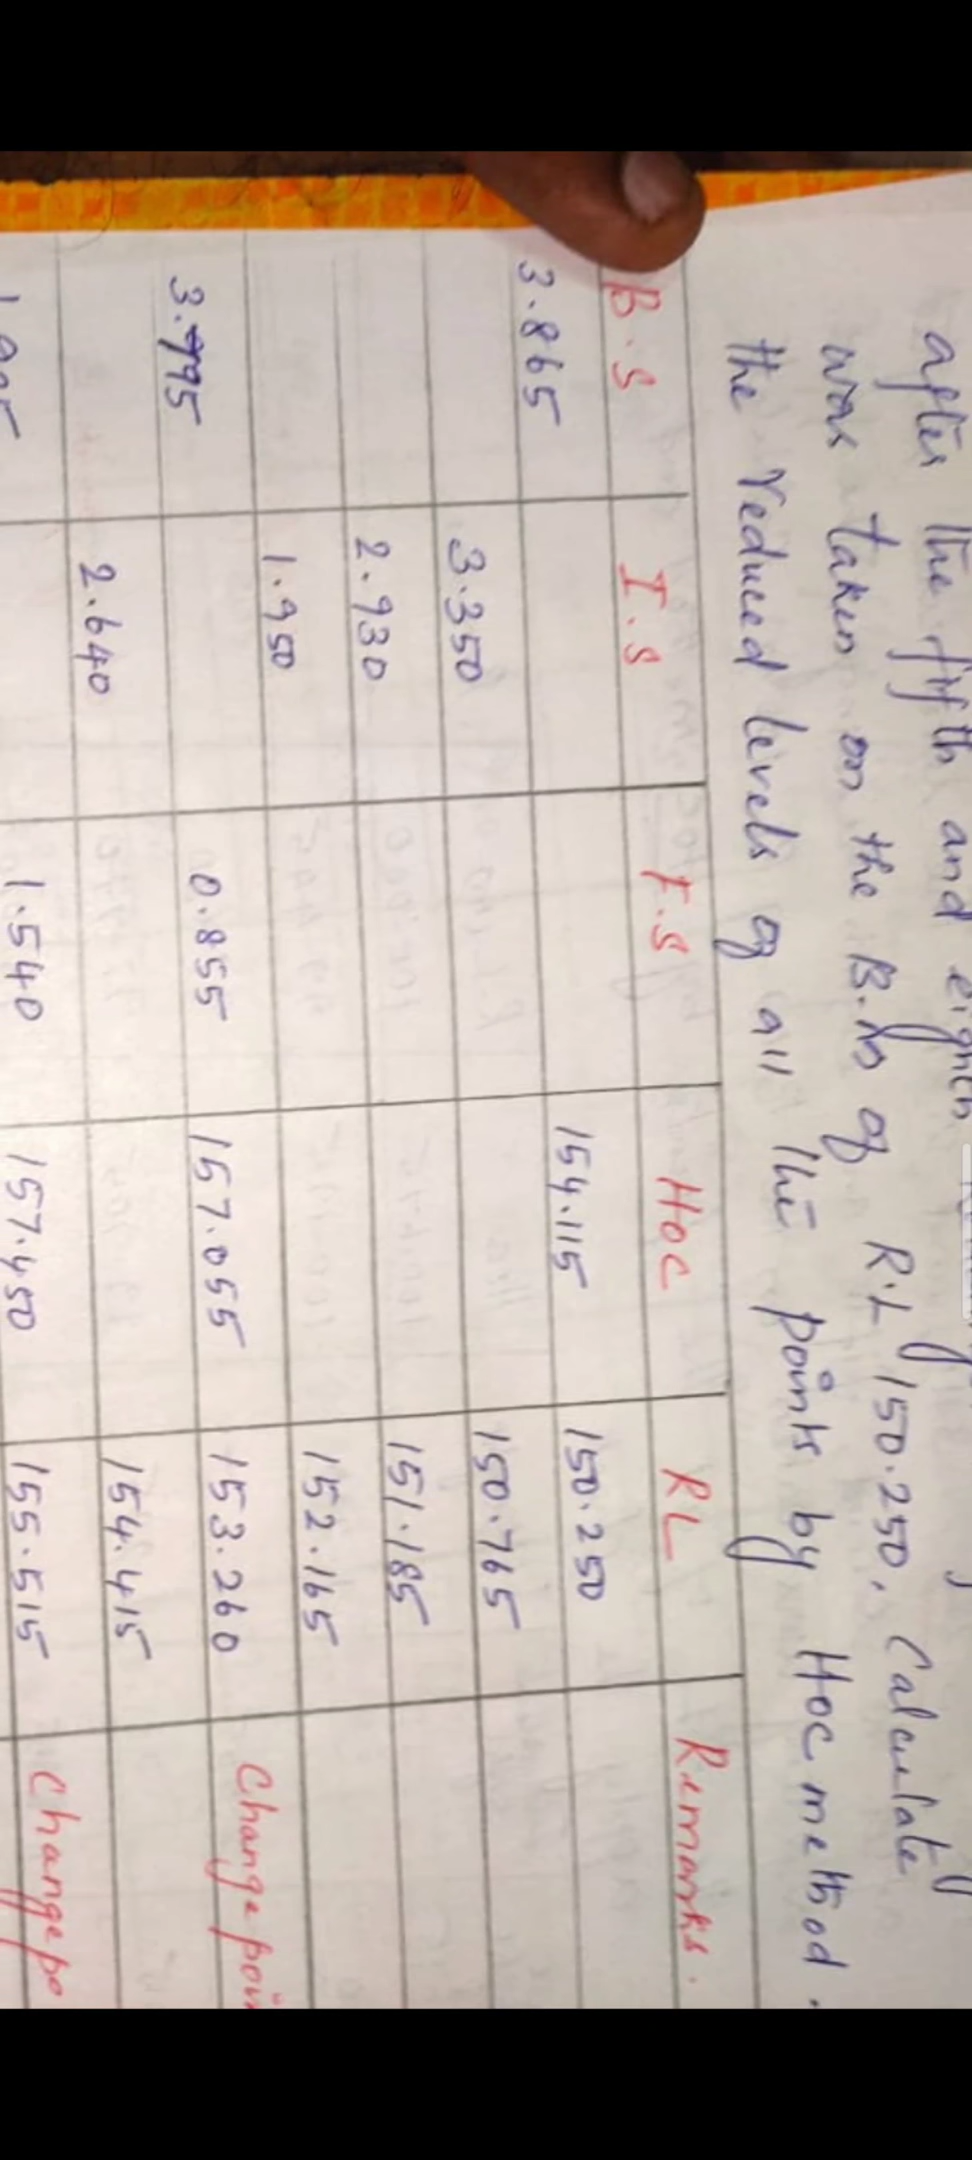 after the fifth and eighth
was taken on the B.M of R.L 150.250. Calculate
the reduced levels of all the points by HOC method.
B.S I.S F.S HOC RL Remarks.
3.865 154.115 150.250
3.350 150.765
2.930 151.185
1.950 152.165
3.795 0.855 157.055 153.260 Change poin
2.640 154.415
1.540 157.450 155.515 Change po